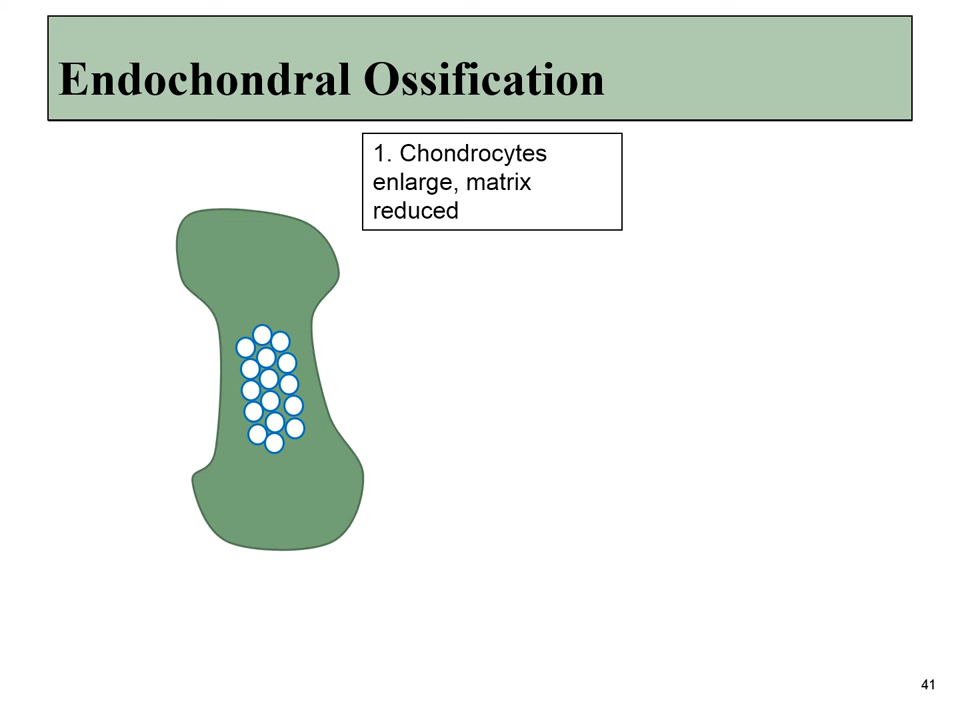 Endochondral Ossification
1. Chondrocytes
enlarge, matrix
reduced
41